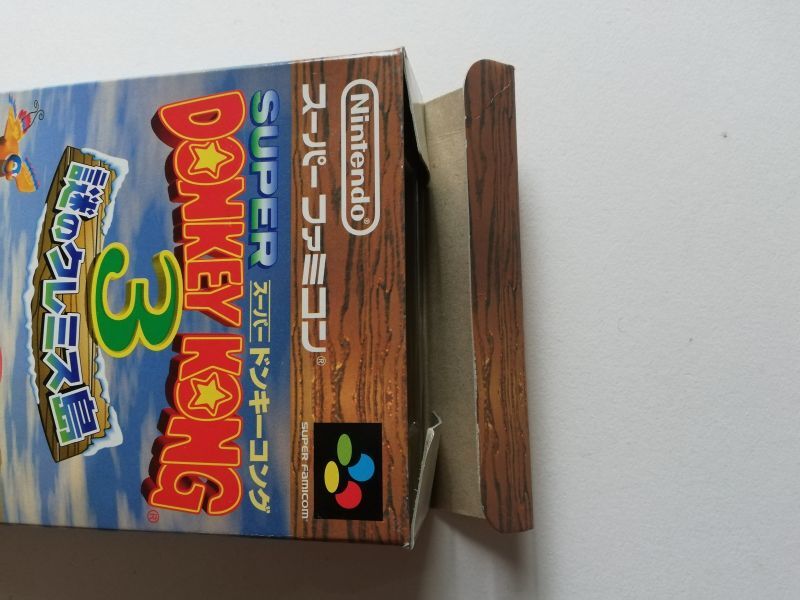 Nintendo®
スーパーファミコン®
SUPER FAMICOM
SUPER スーパードンキーコング
DONKEY KONG®
3
謎のクレミス島